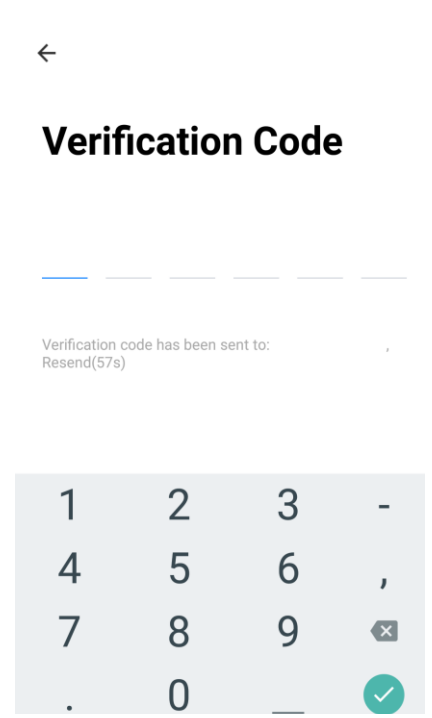 Verification Code
Verification code has been sent to: ,
Resend(57s)
1 2 3 -
4 5 6 ,
7 8 9
. 0 _